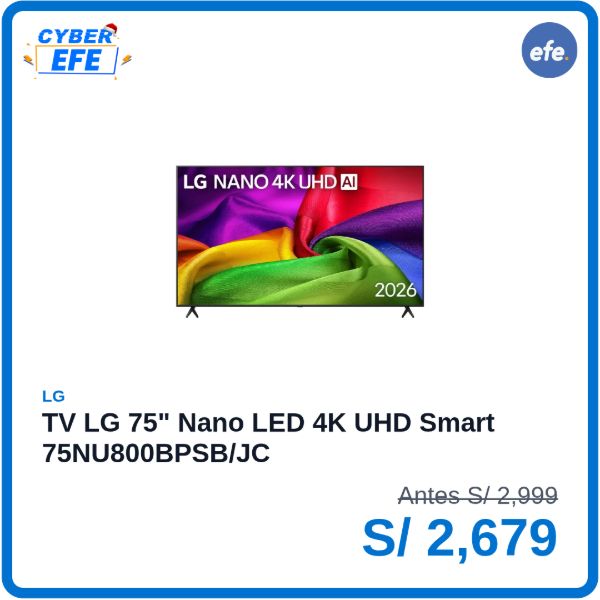 CYBER
EFE
efe.
LG NANO 4K UHD AI
2026
LG
TV LG 75" Nano LED 4K UHD Smart
75NU800BPSB/JC
Antes S/ 2,999
S/ 2,679